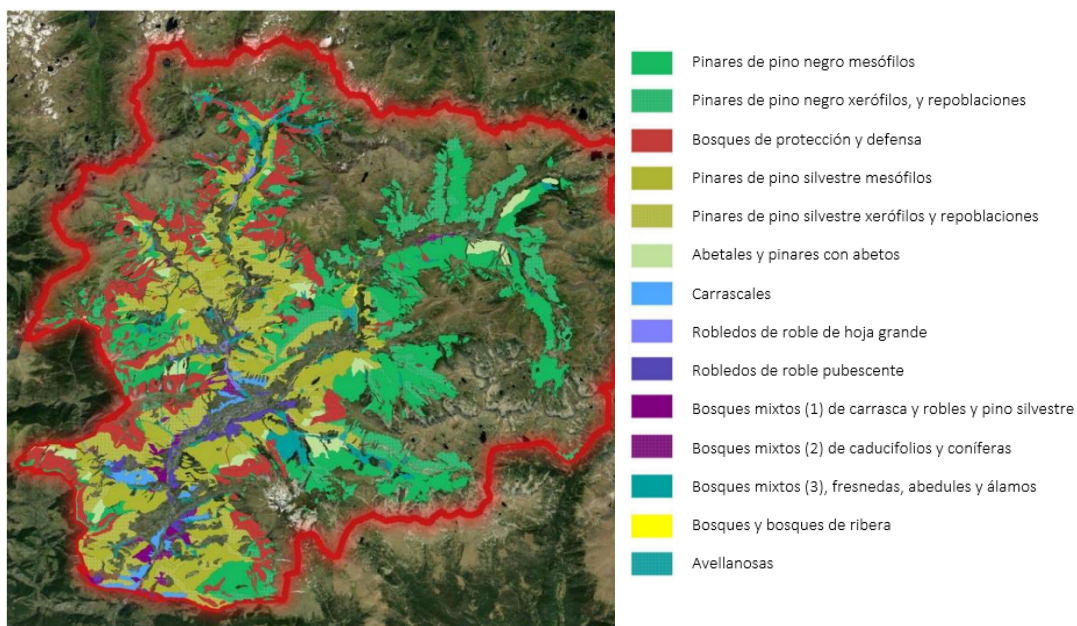 Pinares de pino negro mesófilos
Pinares de pino negro xerófilos, y repoblaciones
Bosques de protección y defensa
Pinares de pino silvestre mesófilos
Pinares de pino silvestre xerófilos y repoblaciones
Abetales y pinares con abetos
Carrascales
Robledos de roble de hoja grande
Robledos de roble pubescente
Bosques mixtos (1) de carrasca y robles y pino silvestre
Bosques mixtos (2) de caducifolios y coníferas
Bosques mixtos (3), fresnedas, abedules y álamos
Bosques y bosques de ribera
Avellanosas